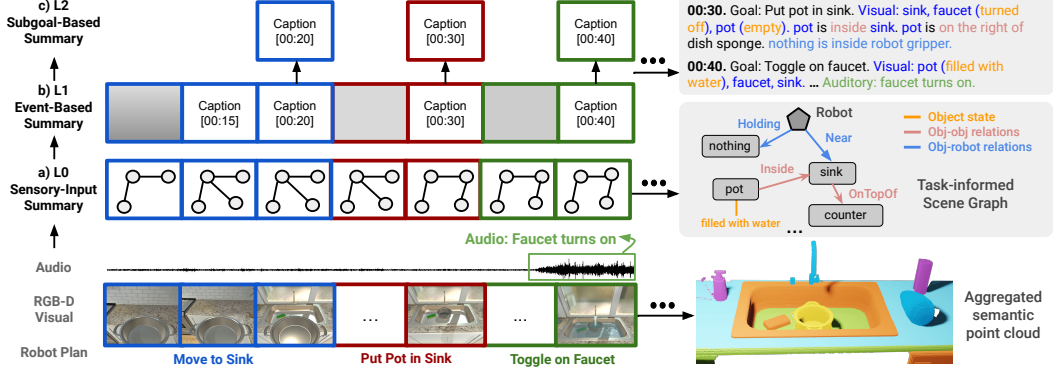 c) L2
Subgoal-Based
Summary
Caption
[00:20]
Caption
[00:30]
Caption
[00:40]
...
00:30. Goal: Put pot in sink. Visual: sink, faucet (turned
off), pot (empty). pot is inside sink. pot is on the right of
dish sponge. nothing is inside robot gripper.
00:40. Goal: Toggle on faucet. Visual: pot (filled with
water), faucet, sink. ... Auditory: faucet turns on.
b) L1
Event-Based
Summary
Caption
[00:15]
Caption
[00:20]
Caption
[00:30]
Caption
[00:40]
a) L0
Sensory-Input
Summary
...
Robot
Holding
Near
nothing
Inside
sink
pot
OnTopOf
counter
filled with water
...
Object state
Obj-obj relations
Obj-robot relations
Task-informed
Scene Graph
Audio: Faucet turns on
Audio
RGB-D
Visual
...
...
...
Aggregated
semantic
point cloud
Robot Plan
Move to Sink
Put Pot in Sink
Toggle on Faucet